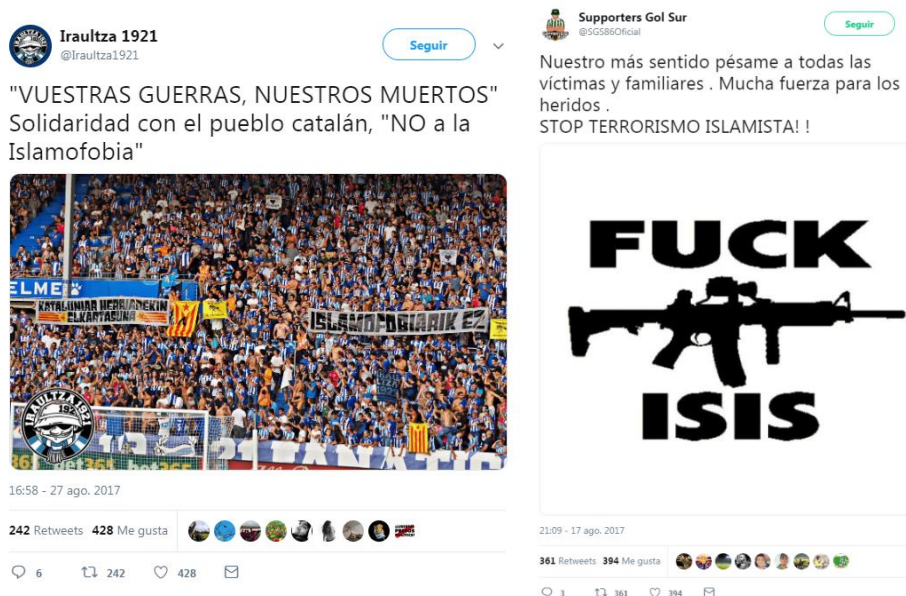 Iraultza 1921
@Iraultza1921
Seguir
"VUESTRAS GUERRAS, NUESTROS MUERTOS"
Solidaridad con el pueblo catalán, "NO a la
Islamofobia"
ELME
KATALUNIAR HERRIAREKIN
ELKARTASUNA
ISLAMOFOBIARIK EZ
IRAULTZA 1921
bet365
16:58 - 27 ago. 2017
242 Retweets 428 Me gusta
6 242 428
Supporters Gol Sur
@SGS86Oficial
Seguir
Nuestro más sentido pésame a todas las
víctimas y familiares . Mucha fuerza para los
heridos .
STOP TERRORISMO ISLAMISTA! !
FUCK
ISIS
21:09 - 17 ago. 2017
361 Retweets 394 Me gusta
3 361 394